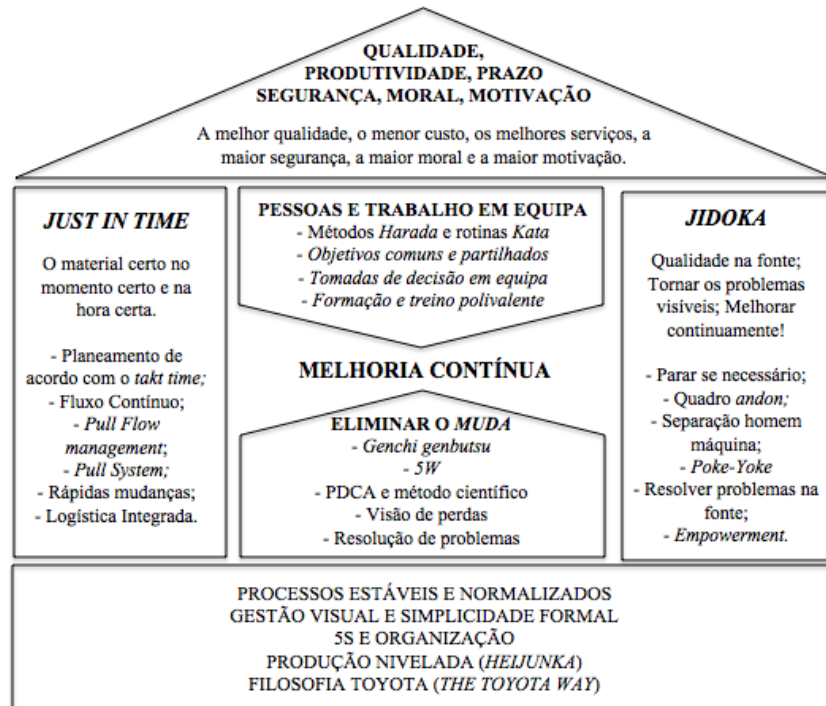 QUALIDADE,
PRODUTIVIDADE, PRAZO
SEGURANÇA, MORAL, MOTIVAÇÃO
A melhor qualidade, o menor custo, os melhores serviços, a
maior segurança, a maior moral e a maior motivação.
JUST IN TIME
O material certo no
momento certo e na
hora certa.
- Planeamento de
acordo com o takt time;
- Fluxo Contínuo;
- Pull Flow
management;
- Pull System;
- Rápidas mudanças;
- Logística Integrada.
PESSOAS E TRABALHO EM EQUIPA
- Métodos Harada e rotinas Kata
- Objetivos comuns e partilhados
- Tomadas de decisão em equipa
- Formação e treino polivalente
MELHORIA CONTÍNUA
ELIMINAR O MUDA
- Genchi genbutsu
- 5W
- PDCA e método científico
- Visão de perdas
- Resolução de problemas
JIDOKA
Qualidade na fonte;
Tornar os problemas
visíveis; Melhorar
continuamente!
- Parar se necessário;
- Quadro andon;
- Separação homem
máquina;
- Poke-Yoke
- Resolver problemas na
fonte;
- Empowerment.
PROCESSOS ESTÁVEIS E NORMALIZADOS
GESTÃO VISUAL E SIMPLICIDADE FORMAL
5S E ORGANIZAÇÃO
PRODUÇÃO NIVELADA (HEIJUNKA)
FILOSOFIA TOYOTA (THE TOYOTA WAY)